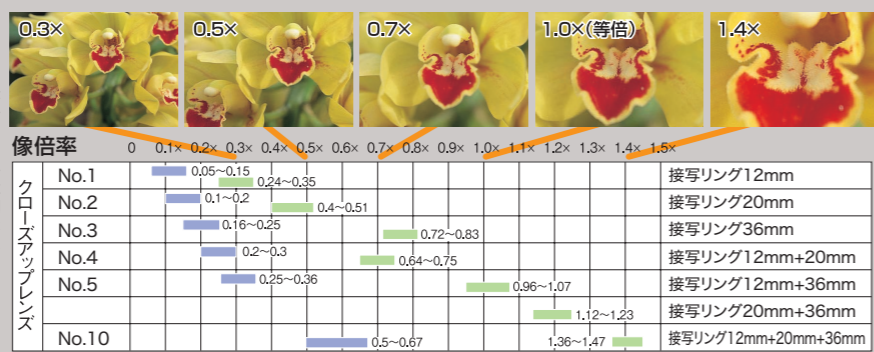 0.3× 0.5× 0.7× 1.0×(等倍) 1.4×
像倍率 0 0.1× 0.2× 0.3× 0.4× 0.5× 0.6× 0.7× 0.8× 0.9× 1.0× 1.1× 1.2× 1.3× 1.4× 1.5×
クローズアップレンズ
No.1 0.05〜0.15 0.24〜0.35 接写リング12mm
No.2 0.1〜0.2 0.4〜0.51 接写リング20mm
No.3 0.16〜0.25 0.72〜0.83 接写リング36mm
No.4 0.2〜0.3 0.64〜0.75 接写リング12mm+20mm
No.5 0.25〜0.36 0.96〜1.07 接写リング12mm+36mm
1.12〜1.23 接写リング20mm+36mm
No.10 0.5〜0.67 1.36〜1.47 接写リング12mm+20mm+36mm